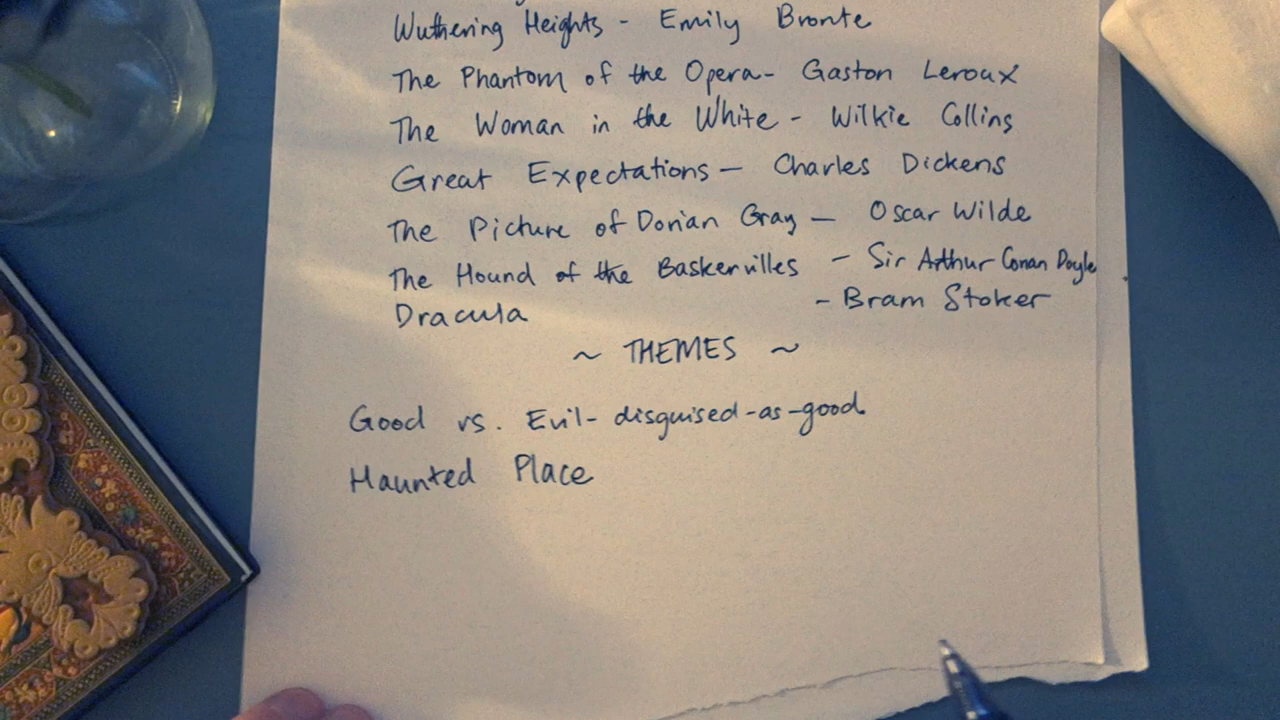 Wuthering Heights - Emily Bronte
The Phantom of the Opera - Gaston Leroux
The Woman in the White - Wilkie Collins
Great Expectations - Charles Dickens
The Picture of Dorian Gray - Oscar Wilde
The Hound of the Baskervilles - Sir Arthur Conan Doyle
Dracula - Bram Stoker
~ THEMES ~
Good vs. Evil-disguised-as-good
Haunted Place